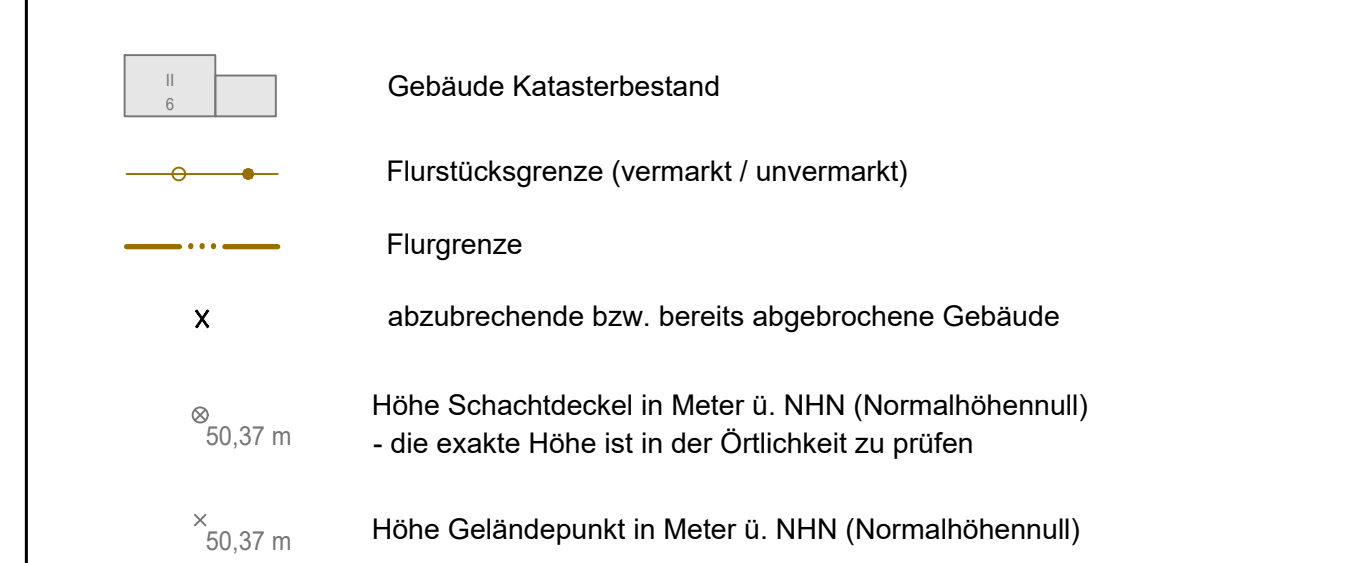 II
6
Gebäude Katasterbestand
Flurstücksgrenze (vermarkt / unvermarkt)
Flurgrenze
x
abzubrechende bzw. bereits abgebrochene Gebäude
50,37 m
Höhe Schachtdeckel in Meter ü. NHN (Normalhöhennull)
- die exakte Höhe ist in der Örtlichkeit zu prüfen
50,37 m
Höhe Geländepunkt in Meter ü. NHN (Normalhöhennull)